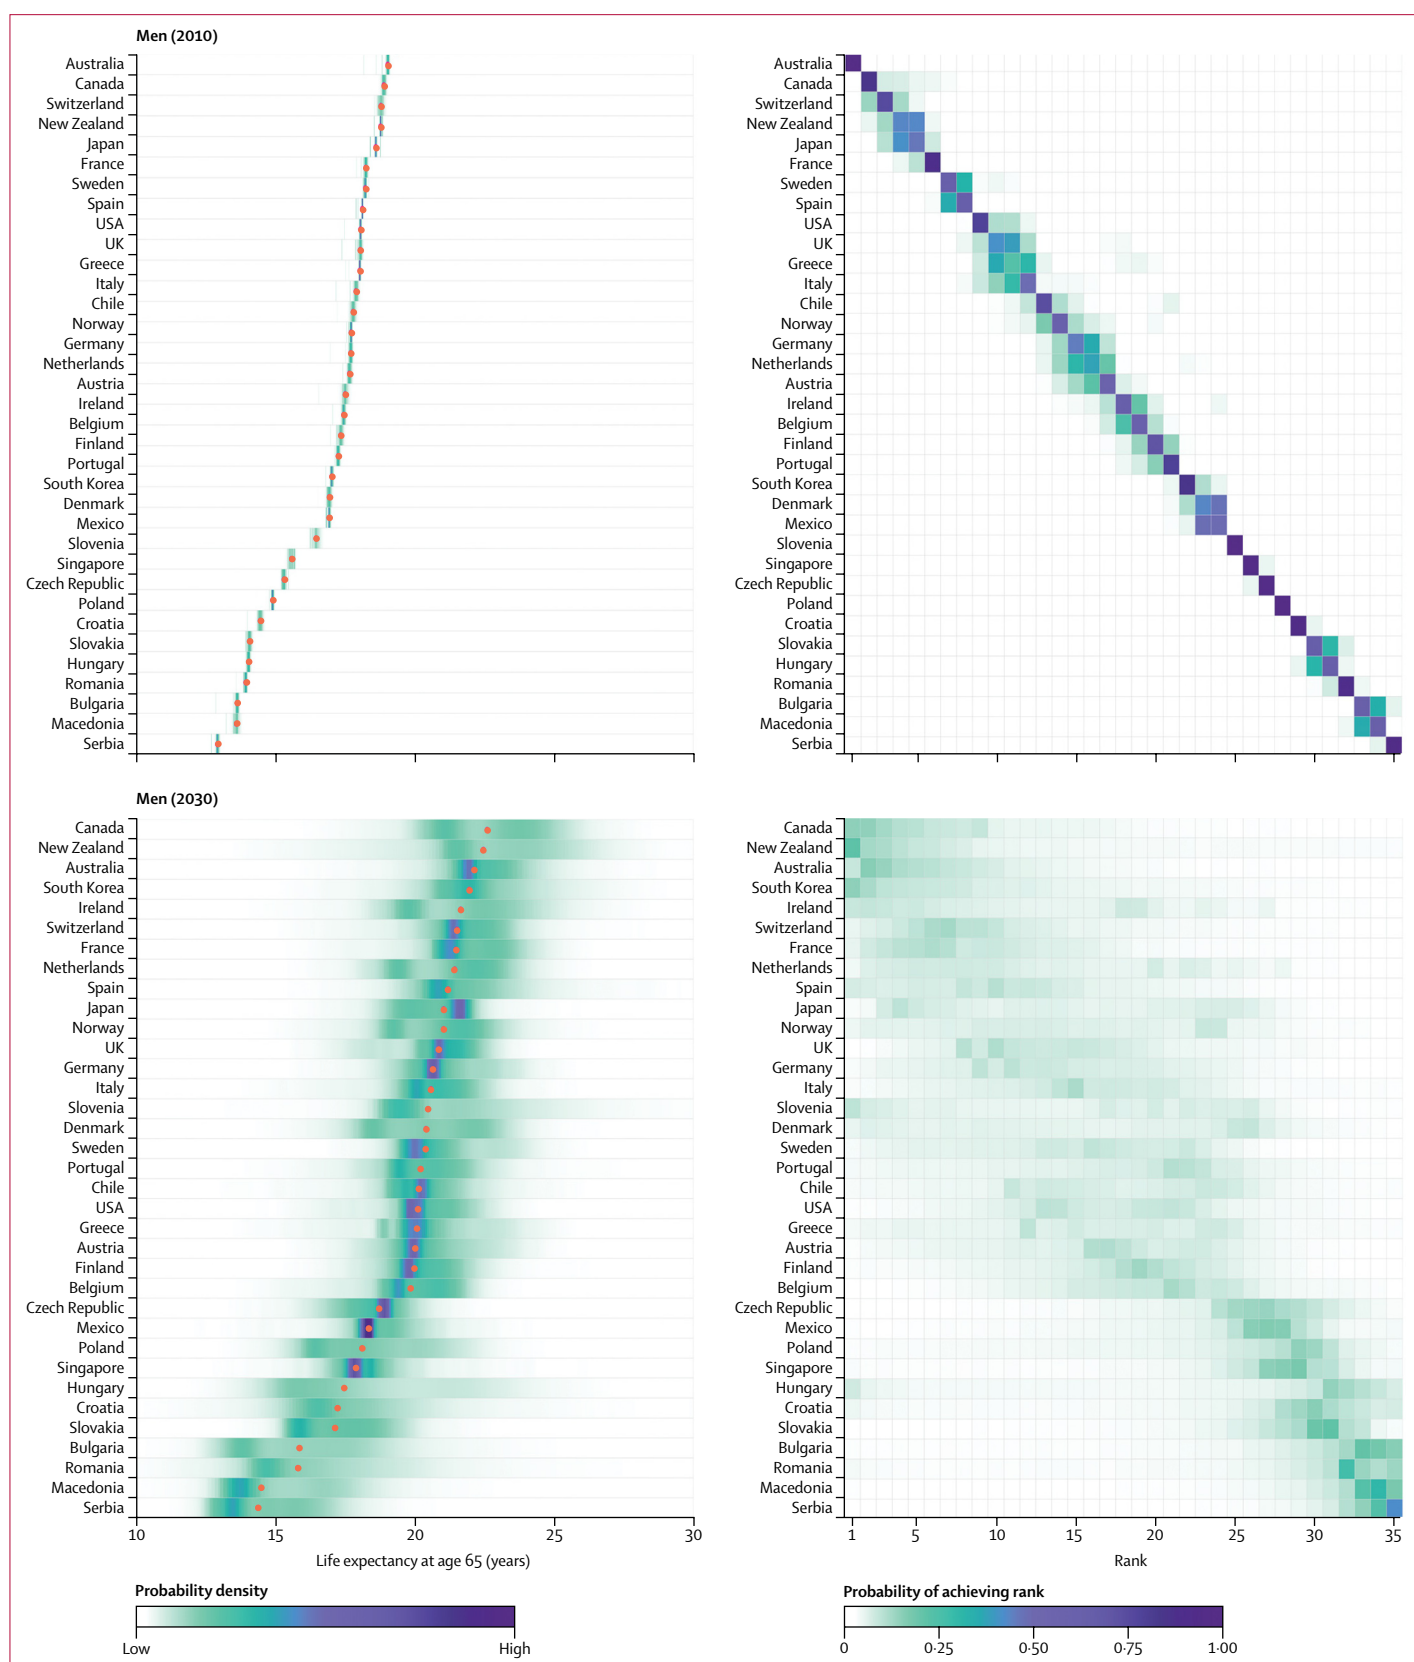 Men (2010)
Australia
Canada
Switzerland
New Zealand
Japan
France
Sweden
Spain
USA
UK
Greece
Italy
Chile
Norway
Germany
Netherlands
Austria
Ireland
Belgium
Finland
Portugal
South Korea
Denmark
Mexico
Slovenia
Singapore
Czech Republic
Poland
Croatia
Slovakia
Hungary
Romania
Bulgaria
Macedonia
Serbia
Australia
Canada
Switzerland
New Zealand
Japan
France
Sweden
Spain
USA
UK
Greece
Italy
Chile
Norway
Germany
Netherlands
Austria
Ireland
Belgium
Finland
Portugal
South Korea
Denmark
Mexico
Slovenia
Singapore
Czech Republic
Poland
Croatia
Slovakia
Hungary
Romania
Bulgaria
Macedonia
Serbia
10 15 20 25 30
Men (2030)
Canada
New Zealand
Australia
South Korea
Ireland
Switzerland
France
Netherlands
Spain
Japan
Norway
UK
Germany
Italy
Slovenia
Denmark
Sweden
Portugal
Chile
USA
Greece
Austria
Finland
Belgium
Czech Republic
Mexico
Poland
Singapore
Hungary
Croatia
Slovakia
Bulgaria
Romania
Macedonia
Serbia
10 15 20 25 30
Life expectancy at age 65 (years)
Canada
New Zealand
Australia
South Korea
Ireland
Switzerland
France
Netherlands
Spain
Japan
Norway
UK
Germany
Italy
Slovenia
Denmark
Sweden
Portugal
Chile
USA
Greece
Austria
Finland
Belgium
Czech Republic
Mexico
Poland
Singapore
Hungary
Croatia
Slovakia
Bulgaria
Romania
Macedonia
Serbia
1 5 10 15 20 25 30 35
Rank
Probability density
Low High
Probability of achieving rank
0 0·25 0·50 0·75 1·00